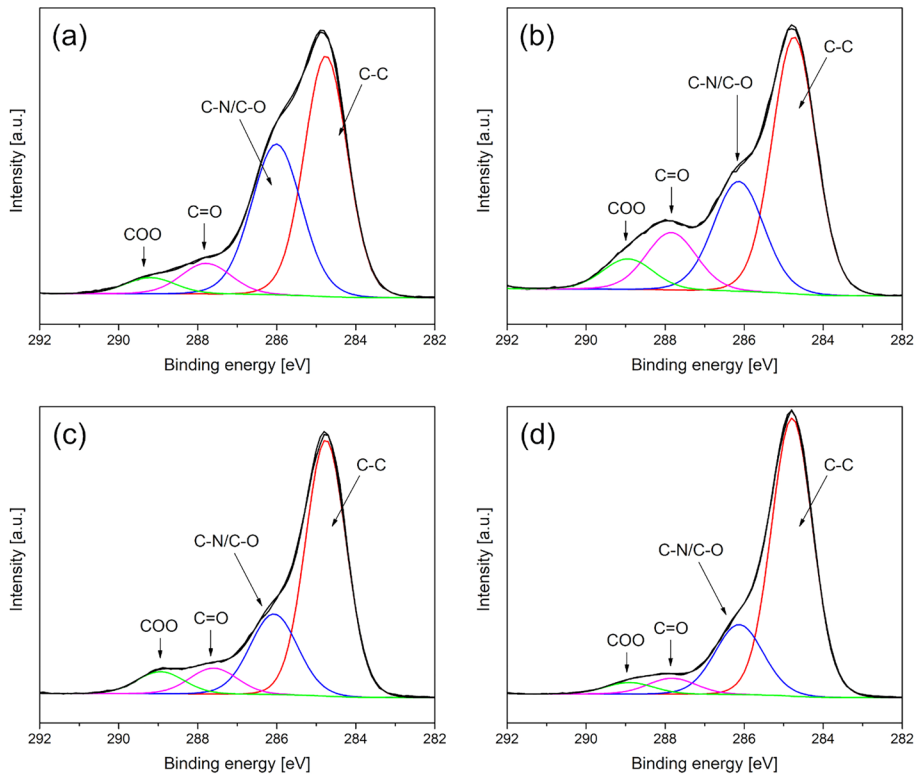 (a)
C-C
C-N/C-O
C=O
COO
Intensity [a.u.]
292 290 288 286 284 282
Binding energy [eV]
(b)
C-C
C-N/C-O
C=O
COO
Intensity [a.u.]
292 290 288 286 284 282
Binding energy [eV]
(c)
C-C
C-N/C-O
C=O
COO
Intensity [a.u.]
292 290 288 286 284 282
Binding energy [eV]
(d)
C-C
C-N/C-O
C=O
COO
Intensity [a.u.]
292 290 288 286 284 282
Binding energy [eV]